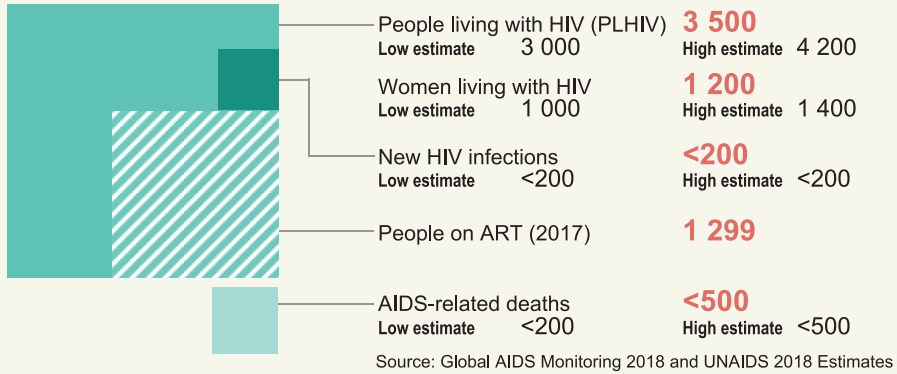 People living with HIV (PLHIV) 3 500
Low estimate 3 000 High estimate 4 200
Women living with HIV 1 200
Low estimate 1 000 High estimate 1 400
New HIV infections <200
Low estimate <200 High estimate <200
People on ART (2017) 1 299
AIDS-related deaths <500
Low estimate <200 High estimate <500
Source: Global AIDS Monitoring 2018 and UNAIDS 2018 Estimates